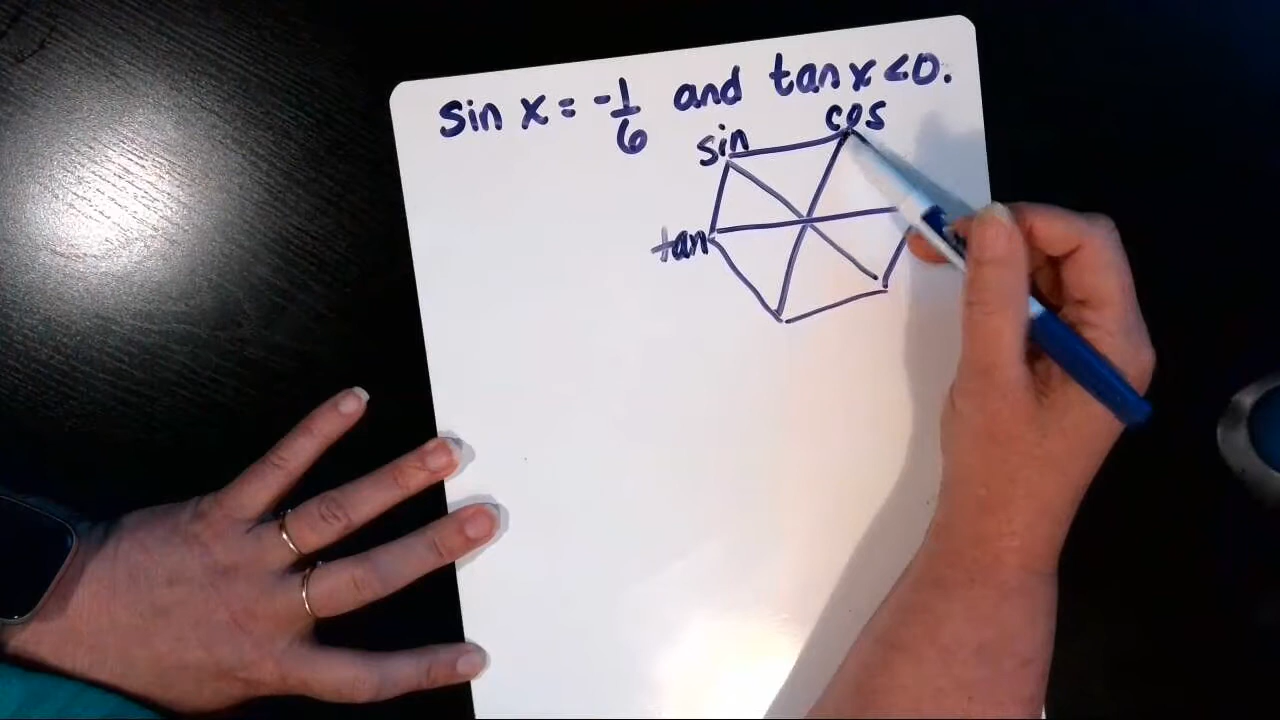 sin x = -1/6 and tan x < 0.
sin cos
tan